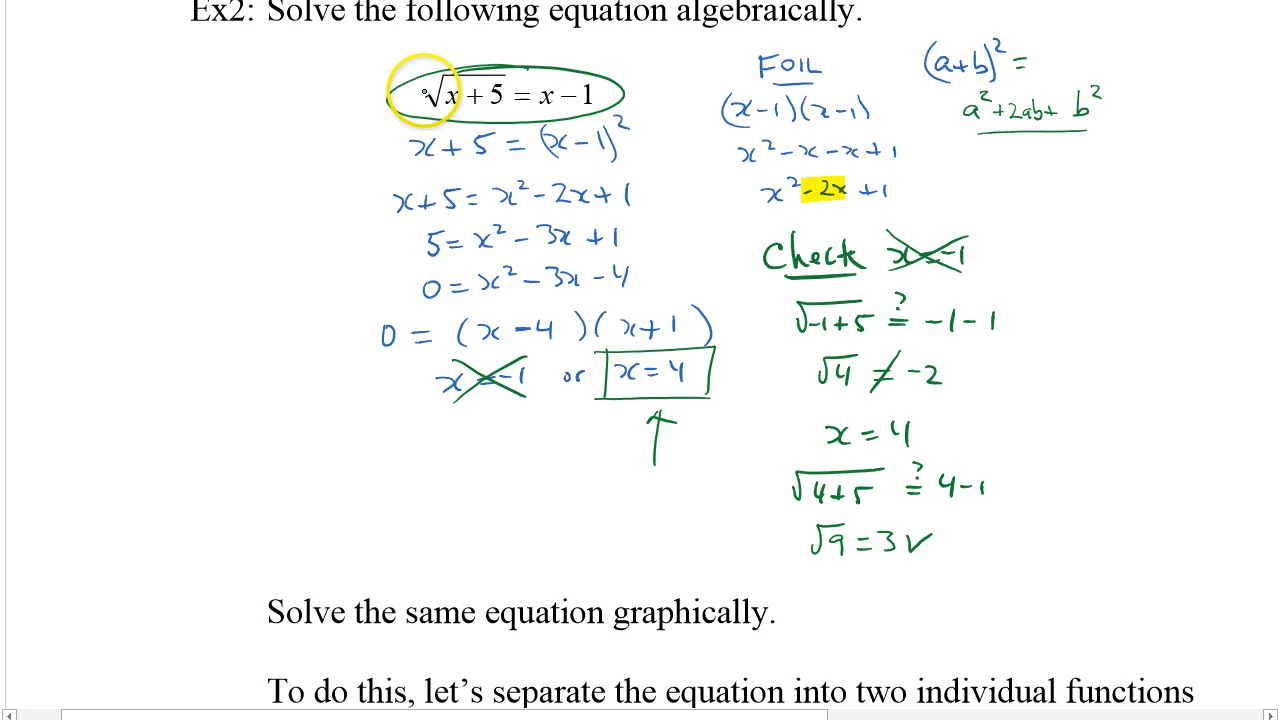 Ex2: Solve the following equation algebraically.
√x + 5 = x − 1
x + 5 = (x − 1)²
x + 5 = x² − 2x + 1
5 = x² − 3x + 1
0 = x² − 3x − 4
0 = (x − 4)(x + 1)
x = −1 or x = 4
FOIL
(x − 1)(x − 1)
x² − x − x + 1
x² − 2x + 1
(a+b)² =
a² + 2ab + b²
Check x = −1
√−1+5 ≟ −1 − 1
√4 ≠ −2
x = 4
√4+5 ≟ 4 − 1
√9 = 3 ✓
Solve the same equation graphically.
To do this, let’s separate the equation into two individual functions